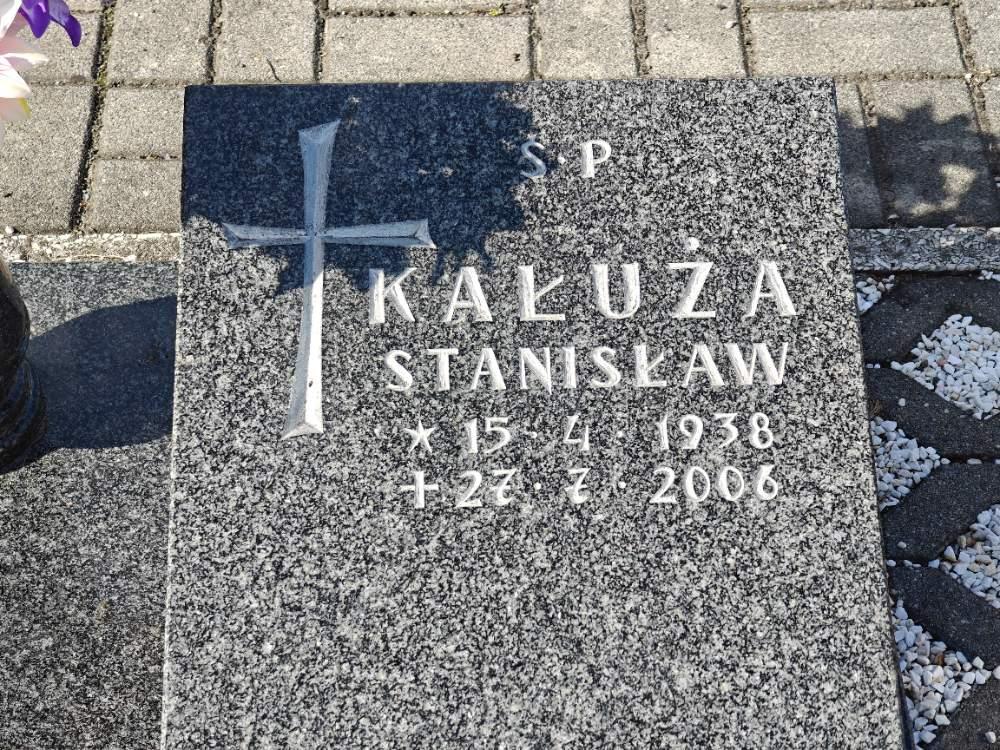 S·P
KAŁUŻA
STANISŁAW
★ 15·4· 1938
+ 27·7· 2006